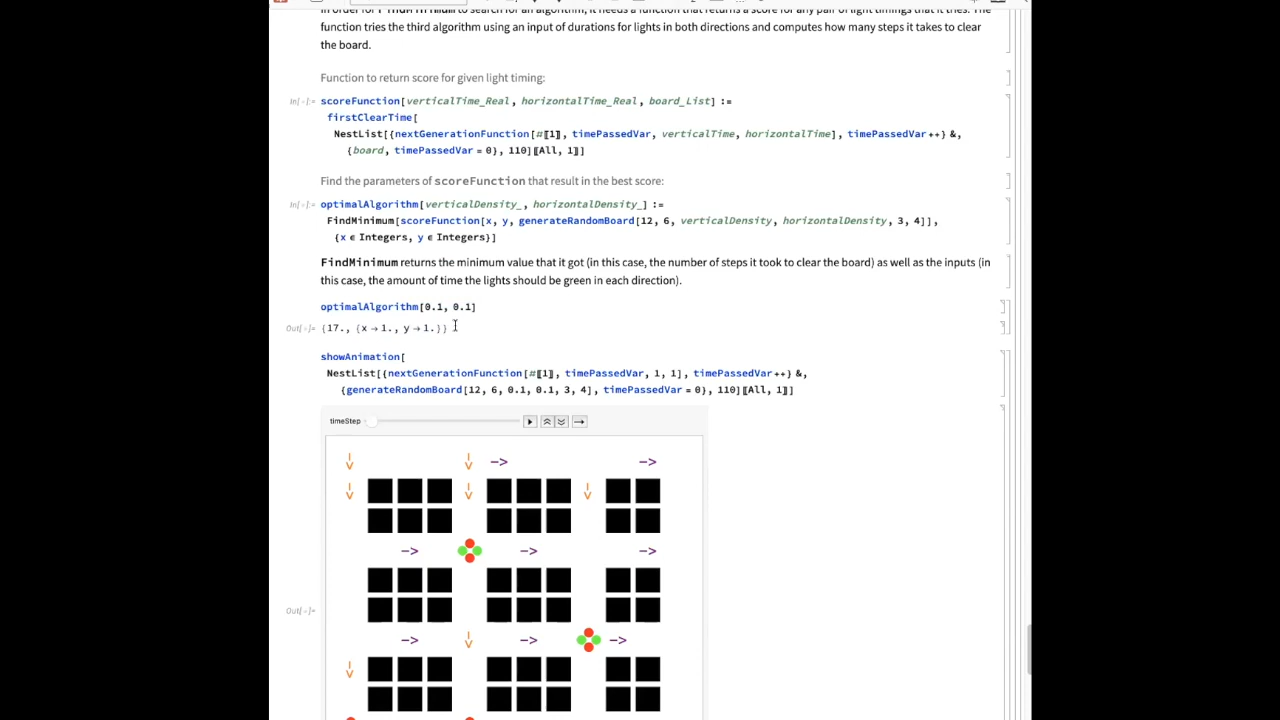 In order for FindMinimum to search for an algorithm, it needs a function that returns a score for any pair of light timings that it tries. The
function tries the third algorithm using an input of durations for lights in both directions and computes how many steps it takes to clear
the board.
Function to return score for given light timing:
In[◦]:= scoreFunction[verticalTime_Real, horizontalTime_Real, board_List] :=
firstClearTime[
NestList[{nextGenerationFunction[#〚1〛, timePassedVar, verticalTime, horizontalTime], timePassedVar++} &,
{board, timePassedVar = 0}, 110]〚All, 1〛]
Find the parameters of scoreFunction that result in the best score:
In[◦]:= optimalAlgorithm[verticalDensity_, horizontalDensity_] :=
FindMinimum[scoreFunction[x, y, generateRandomBoard[12, 6, verticalDensity, horizontalDensity, 3, 4]],
{x ∈ Integers, y ∈ Integers}]
FindMinimum returns the minimum value that it got (in this case, the number of steps it took to clear the board) as well as the inputs (in
this case, the amount of time the lights should be green in each direction).
optimalAlgorithm[0.1, 0.1]
Out[◦]= {17., {x → 1., y → 1.}}
showAnimation[
NestList[{nextGenerationFunction[#〚1〛, timePassedVar, 1, 1], timePassedVar++} &,
{generateRandomBoard[12, 6, 0.1, 0.1, 3, 4], timePassedVar = 0}, 110]〚All, 1〛]
timeStep
Out[◦]=